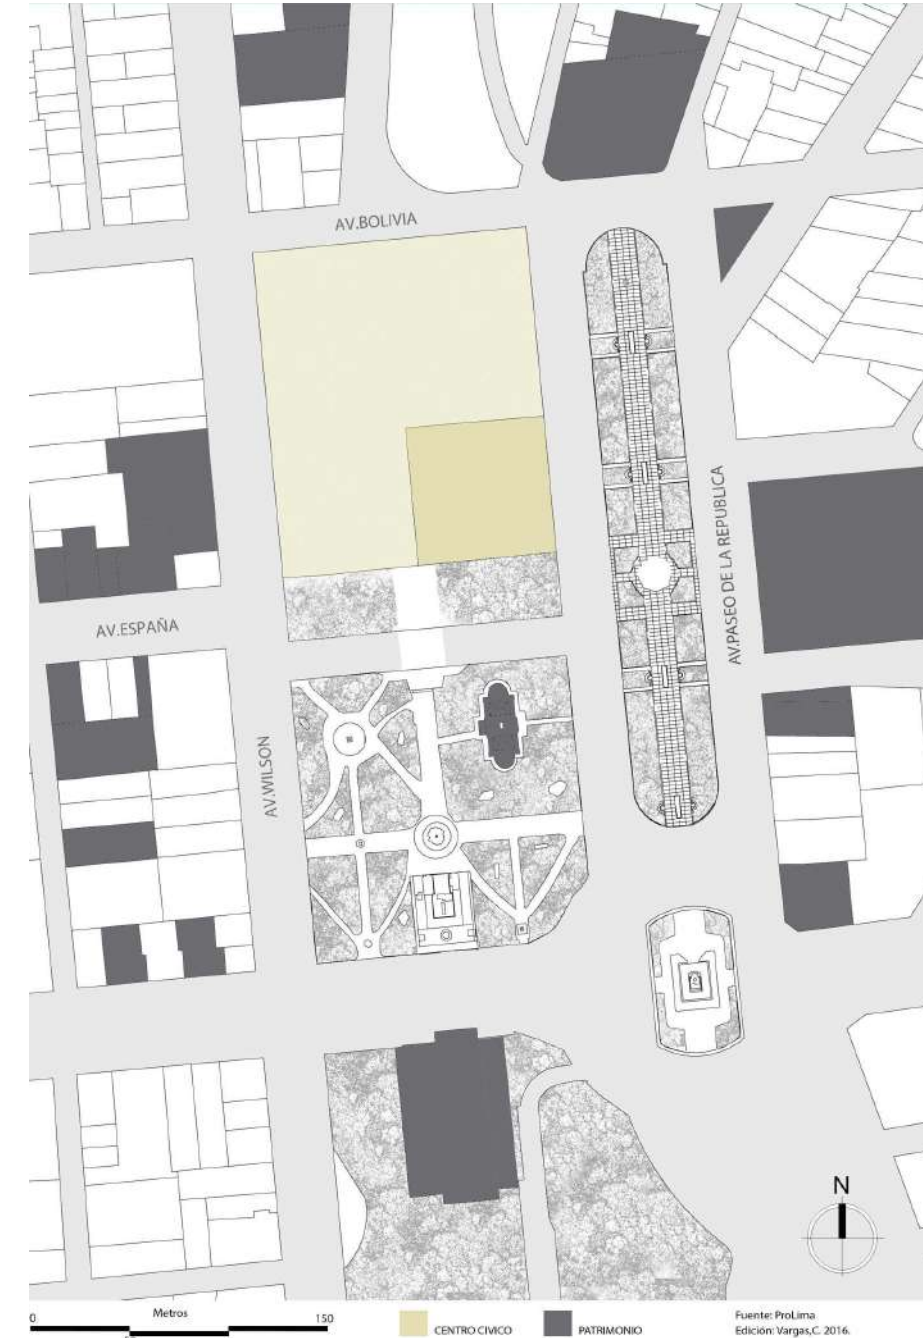 AV.BOLIVIA
AV.ESPAÑA
AV.WILSON
AV.PASEO DE LA REPUBLICA
N
Metros
0
150
CENTRO CIVICO
PATRIMONIO
Fuente: ProLima
Edición: Vargas,C. 2016.